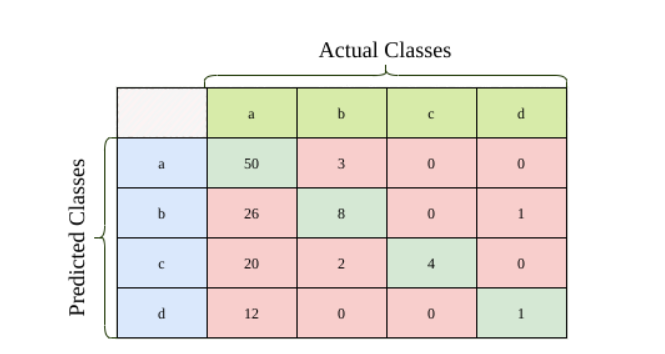 Actual Classes
a b c d
Predicted Classes
a 50 3 0 0
b 26 8 0 1
c 20 2 4 0
d 12 0 0 1